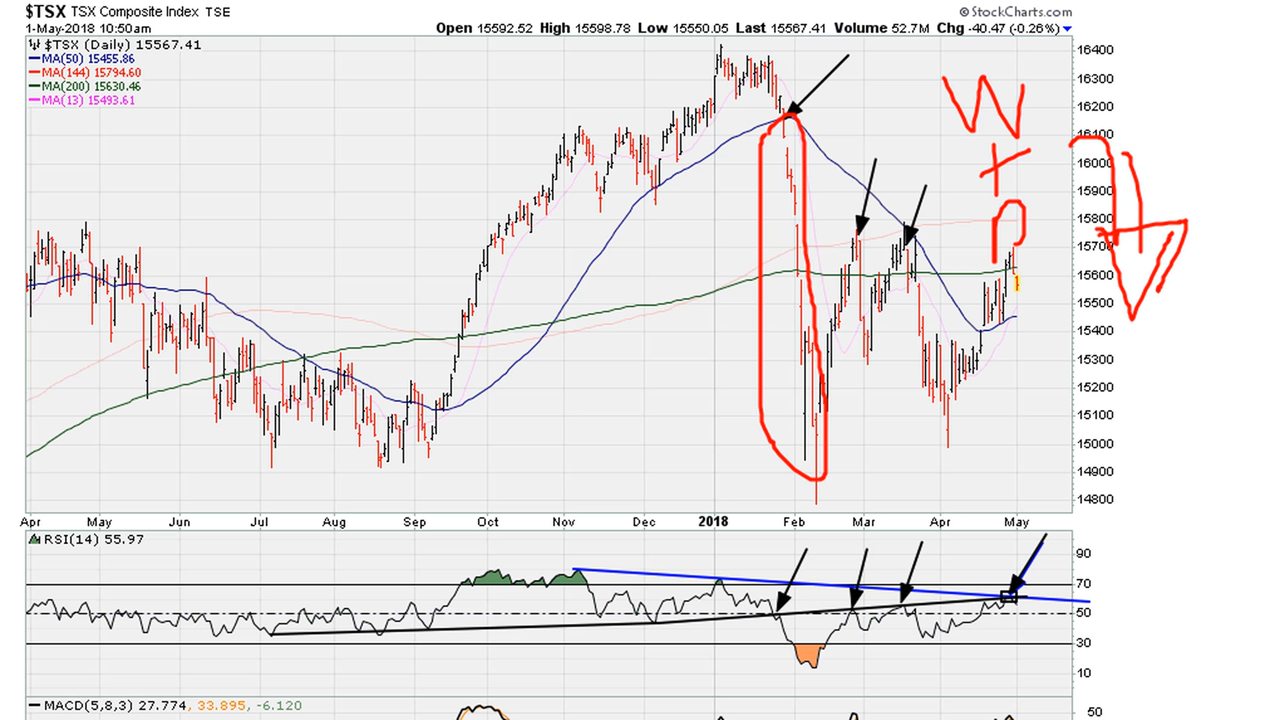 $TSX TSX Composite Index TSE
© StockCharts.com
1-May-2018 10:50am
Open 15592.52 High 15598.78 Low 15550.05 Last 15567.41 Volume 52.7M Chg -40.47 (-0.26%)
$TSX (Daily) 15567.41
MA(50) 15455.86
MA(144) 15794.60
MA(200) 15630.46
MA(13) 15493.61
16400
16300
16200
16100
16000
15900
15800
15700
15600
15500
15400
15300
15200
15100
15000
14900
14800
Apr May Jun Jul Aug Sep Oct Nov Dec 2018 Feb Mar Apr May
RSI(14) 55.97
90
70
50
30
10
MACD(5,8,3) 27.774, 33.895, -6.120
50